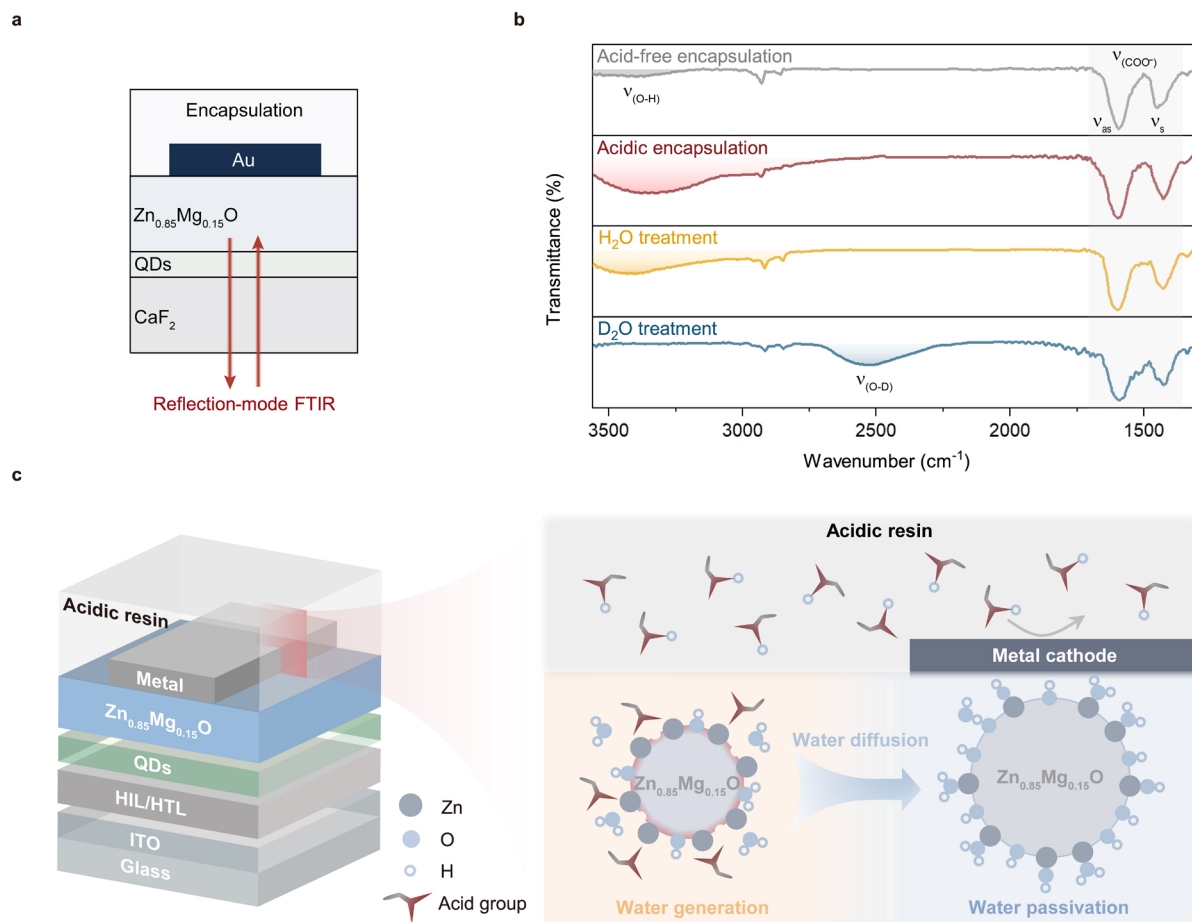 a
Encapsulation
Au
Zn0.85Mg0.15O
QDs
CaF2
Reflection-mode FTIR
b
Acid-free encapsulation
ν(O-H)
ν(COO-)
νas
νs
Acidic encapsulation
H2O treatment
D2O treatment
ν(O-D)
Transmittance (%)
3500
3000
2500
2000
1500
Wavenumber (cm-1)
c
Acidic resin
Metal
Zn0.85Mg0.15O
QDs
HIL/HTL
ITO
Glass
Zn
O
H
Acid group
Acidic resin
Metal cathode
Zn0.85Mg0.15O
Water diffusion
Zn0.85Mg0.15O
Water generation
Water passivation